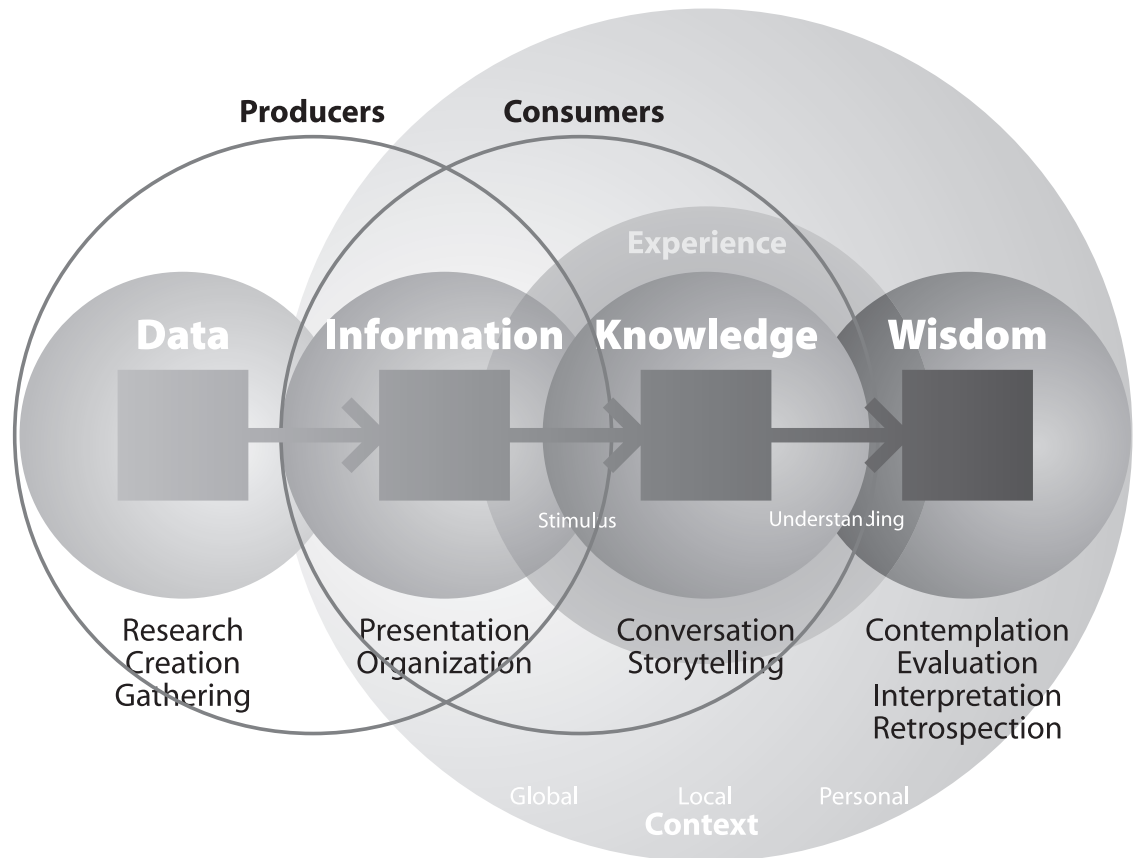 Producers
Consumers
Experience
Data
Information
Knowledge
Wisdom
Stimulus
Understanding
Research
Creation
Gathering
Presentation
Organization
Conversation
Storytelling
Contemplation
Evaluation
Interpretation
Retrospection
Global
Local
Personal
Context